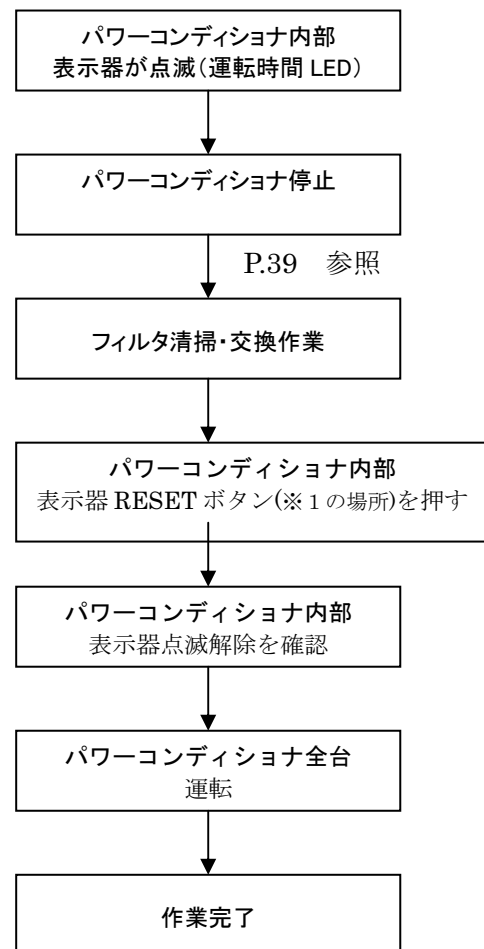 パワーコンディショナ内部
表示器が点滅(運転時間 LED)
パワーコンディショナ停止
P.39　参照
フィルタ清掃・交換作業
パワーコンディショナ内部
表示器 RESET ボタン(※１の場所)を押す
パワーコンディショナ内部
表示器点滅解除を確認
パワーコンディショナ全台
運転
作業完了